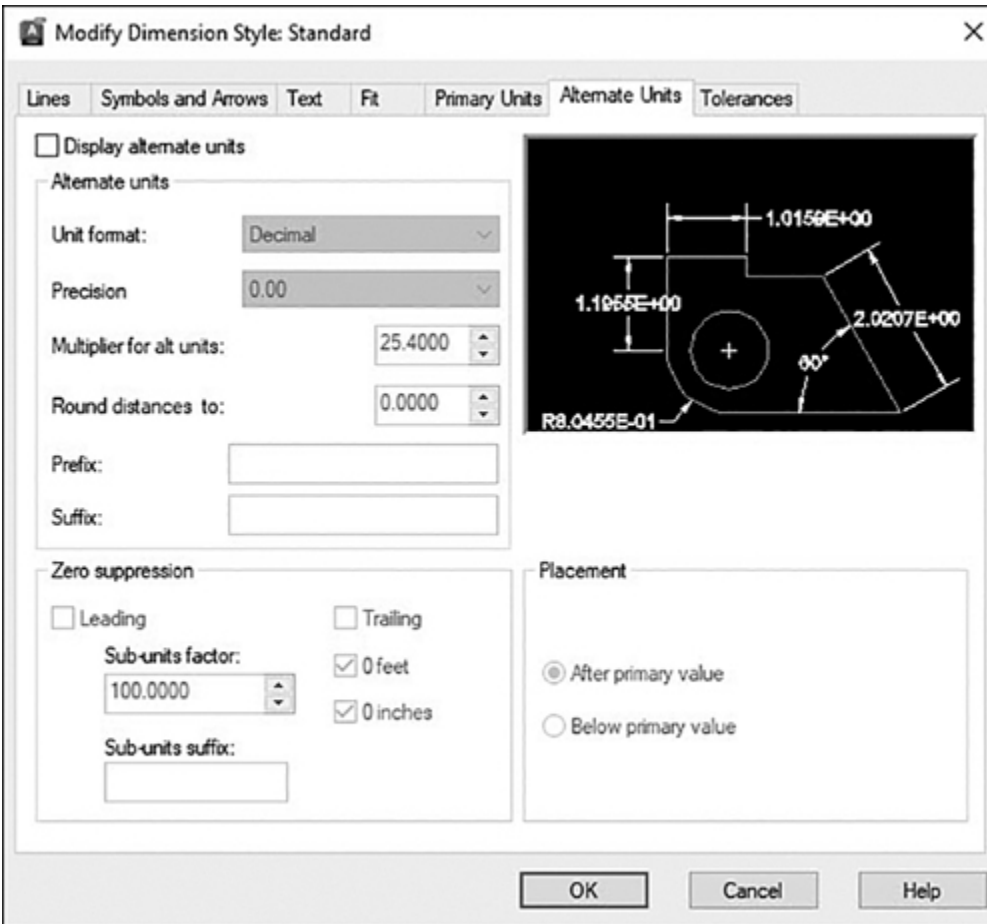 Modify Dimension Style: Standard
Lines Symbols and Arrows Text Fit Primary Units Alternate Units Tolerances
Display alternate units
Alternate units
Unit format: Decimal
Precision 0.00
Multiplier for alt units: 25.4000
Round distances to: 0.0000
Prefix:
Suffix:
1.0159E+00
1.1955E+00
2.0207E+00
60°
R8.0455E-01
Zero suppression
Leading Trailing
Sub-units factor:
100.0000
0 feet
0 inches
Sub-units suffix:
Placement
After primary value
Below primary value
OK Cancel Help